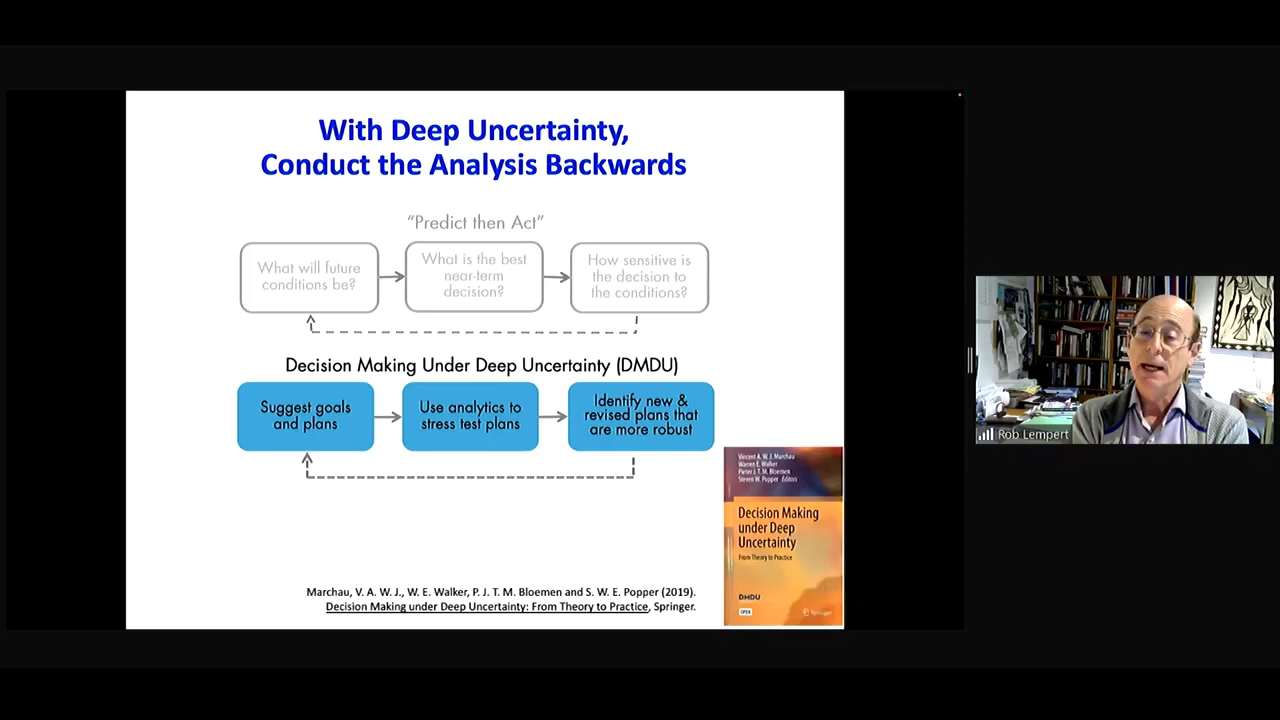 With Deep Uncertainty,
Conduct the Analysis Backwards
“Predict then Act”
What will future
conditions be?
What is the best
near-term
decision?
How sensitive is
the decision to
the conditions?
Decision Making Under Deep Uncertainty (DMDU)
Suggest goals
and plans
Use analytics to
stress test plans
Identify new &
revised plans that
are more robust
Vincent A. W. J. Marchau
Warren E. Walker
Pieter J. T. M. Bloemen
Steven W. Popper Editors
Decision Making
under Deep
Uncertainty
From Theory to Practice
DMDU
OPEN
Springer
Marchau, V. A. W. J., W. E. Walker, P. J. T. M. Bloemen and S. W. E. Popper (2019).
Decision Making under Deep Uncertainty: From Theory to Practice, Springer.
Rob Lempert